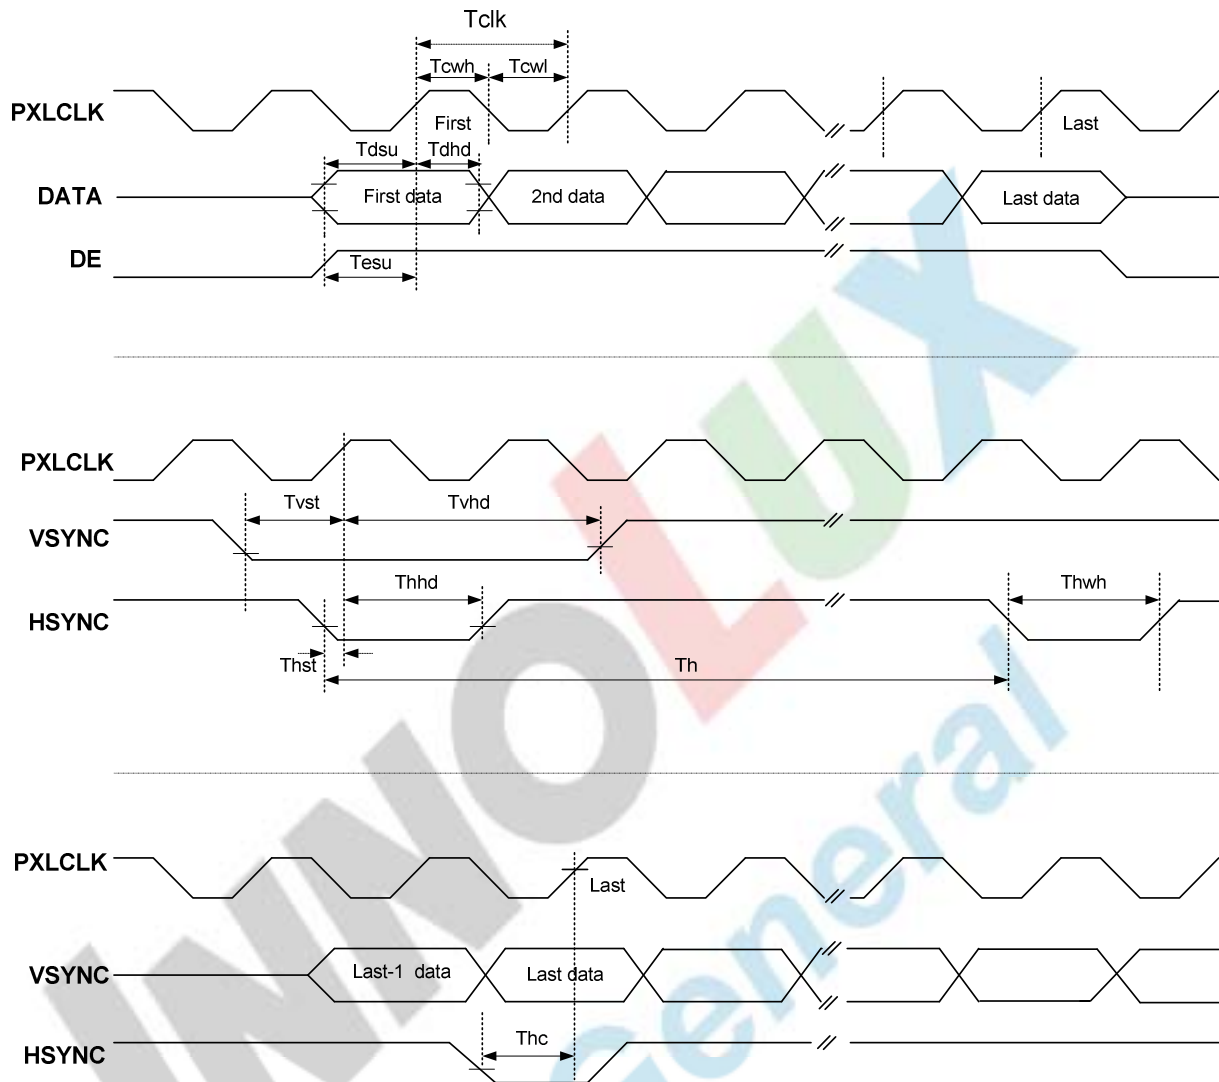 Tclk
Tcwh Tcwl
PXLCLK
First
Last
Tdsu Tdhd
DATA
First data 2nd data Last data
DE
Tesu
PXLCLK
Tvst Tvhd
VSYNC
Thhd Thwh
HSYNC
Thst Th
PXLCLK
Last
VSYNC
Last-1 data Last data
HSYNC
Thc
INNOLUX
General